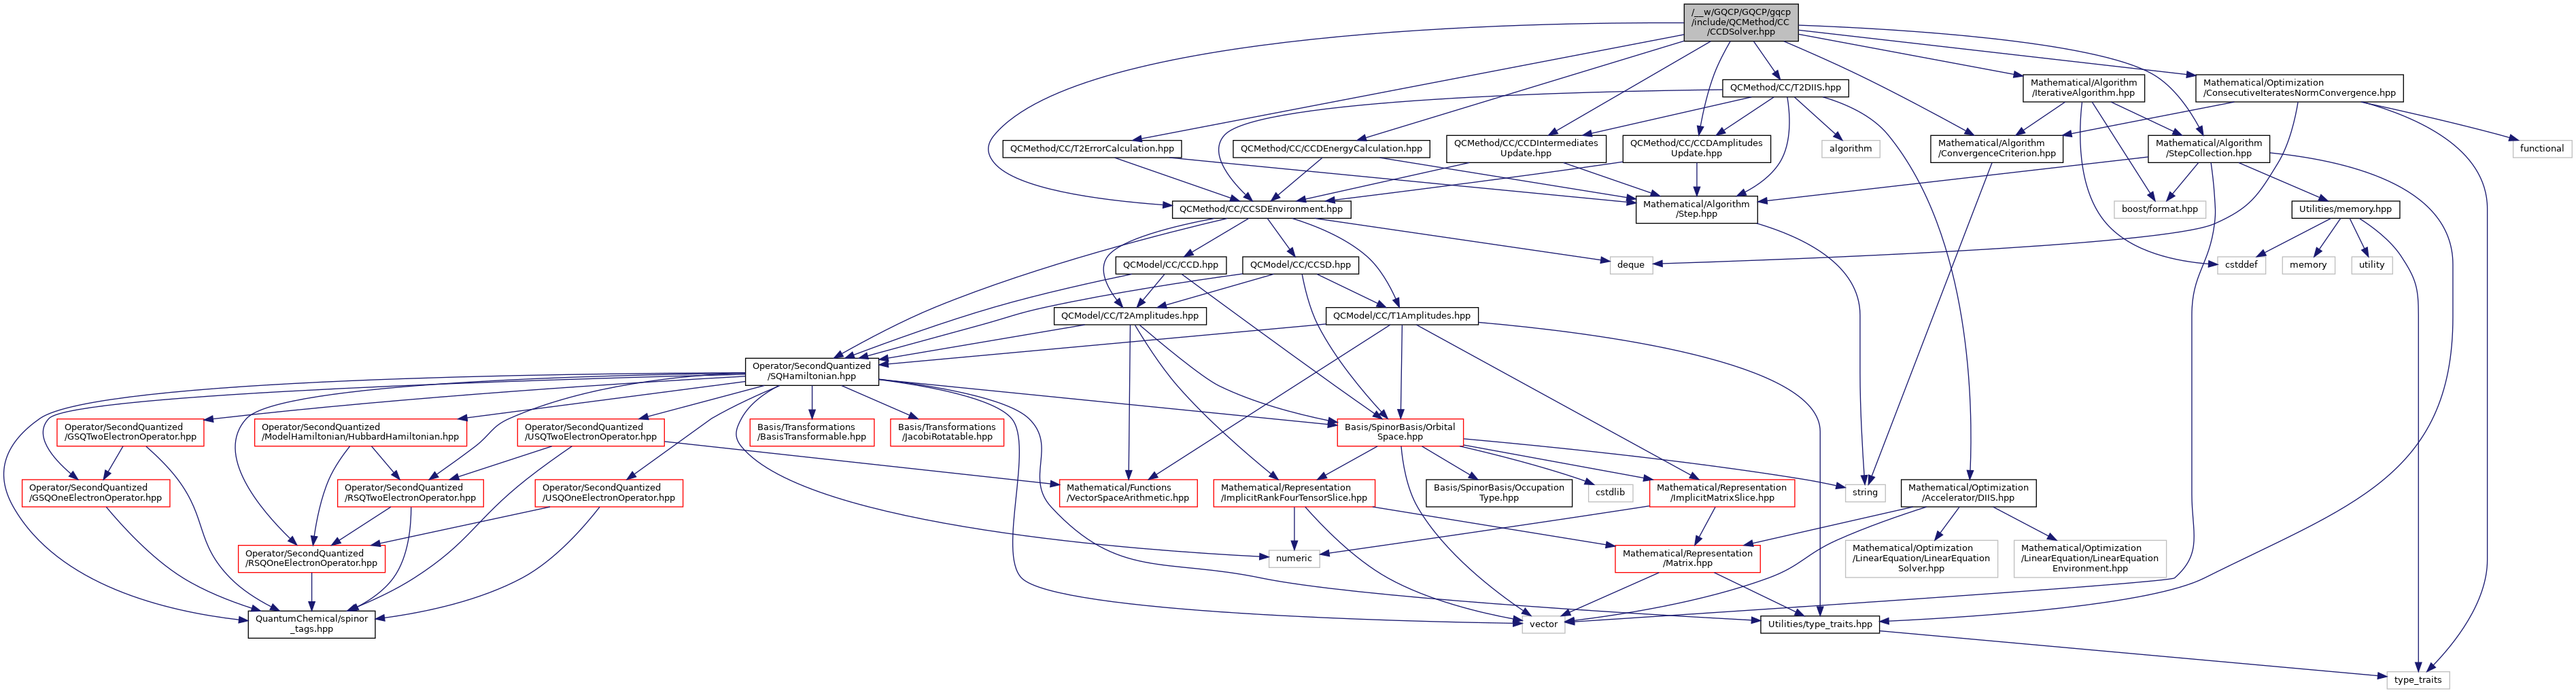 /__w/GQCP/GQCP/gqcp
/include/QCMethod/CC
/CCDSolver.hpp
QCMethod/CC/T2DIIS.hpp
Mathematical/Algorithm
/IterativeAlgorithm.hpp
Mathematical/Optimization
/ConsecutiveIteratesNormConvergence.hpp
QCMethod/CC/T2ErrorCalculation.hpp
QCMethod/CC/CCDEnergyCalculation.hpp
QCMethod/CC/CCDIntermediates
Update.hpp
QCMethod/CC/CCDAmplitudes
Update.hpp
algorithm
Mathematical/Algorithm
/ConvergenceCriterion.hpp
Mathematical/Algorithm
/StepCollection.hpp
functional
QCMethod/CC/CCSDEnvironment.hpp
Mathematical/Algorithm
/Step.hpp
boost/format.hpp
Utilities/memory.hpp
QCModel/CC/CCD.hpp
QCModel/CC/CCSD.hpp
deque
cstddef
memory
utility
QCModel/CC/T2Amplitudes.hpp
QCModel/CC/T1Amplitudes.hpp
Operator/SecondQuantized
/SQHamiltonian.hpp
Operator/SecondQuantized
/GSQTwoElectronOperator.hpp
Operator/SecondQuantized
/ModelHamiltonian/HubbardHamiltonian.hpp
Operator/SecondQuantized
/USQTwoElectronOperator.hpp
Basis/Transformations
/BasisTransformable.hpp
Basis/Transformations
/JacobiRotatable.hpp
Basis/SpinorBasis/Orbital
Space.hpp
Operator/SecondQuantized
/GSQOneElectronOperator.hpp
Operator/SecondQuantized
/RSQTwoElectronOperator.hpp
Operator/SecondQuantized
/USQOneElectronOperator.hpp
Mathematical/Functions
/VectorSpaceArithmetic.hpp
Mathematical/Representation
/ImplicitRankFourTensorSlice.hpp
Basis/SpinorBasis/Occupation
Type.hpp
cstdlib
Mathematical/Representation
/ImplicitMatrixSlice.hpp
string
Mathematical/Optimization
/Accelerator/DIIS.hpp
Operator/SecondQuantized
/RSQOneElectronOperator.hpp
numeric
Mathematical/Representation
/Matrix.hpp
Mathematical/Optimization
/LinearEquation/LinearEquation
Solver.hpp
Mathematical/Optimization
/LinearEquation/LinearEquation
Environment.hpp
QuantumChemical/spinor
_tags.hpp
vector
Utilities/type_traits.hpp
type_traits